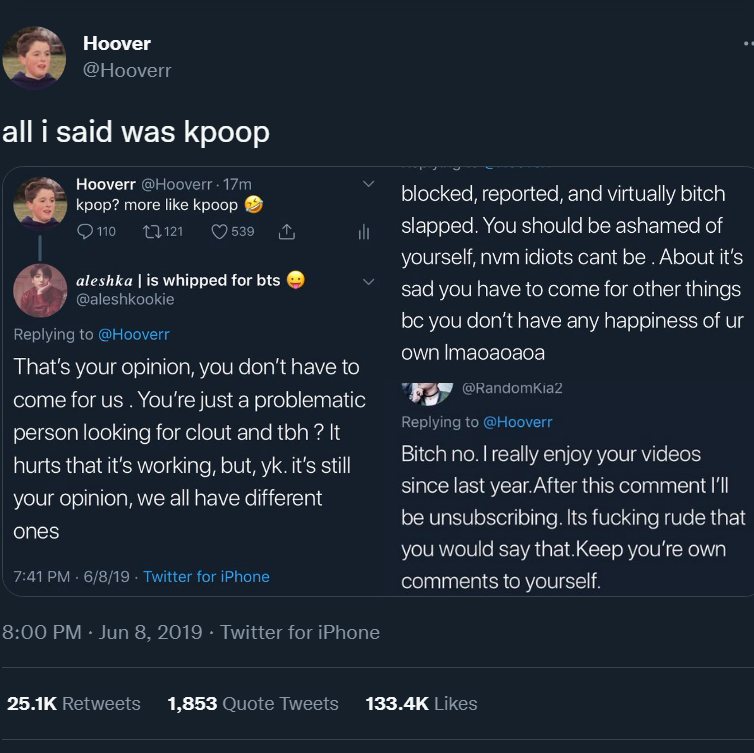 Hoover
@Hooverr
all i said was kpoop
Hooverr @Hooverr · 17m
kpop? more like kpoop 🤣
110 121 539
aleshka | is whipped for bts 😛
@aleshkookie
Replying to @Hooverr
That's your opinion, you don't have to
come for us . You're just a problematic
person looking for clout and tbh ? It
hurts that it's working, but, yk. it's still
your opinion, we all have different
ones
7:41 PM · 6/8/19 · Twitter for iPhone
blocked, reported, and virtually bitch
slapped. You should be ashamed of
yourself, nvm idiots cant be . About it's
sad you have to come for other things
bc you don't have any happiness of ur
own lmaoaoaoa
@RandomKia2
Replying to @Hooverr
Bitch no. I really enjoy your videos
since last year.After this comment I'll
be unsubscribing. Its fucking rude that
you would say that.Keep you're own
comments to yourself.
8:00 PM · Jun 8, 2019 · Twitter for iPhone
25.1K Retweets 1,853 Quote Tweets 133.4K Likes